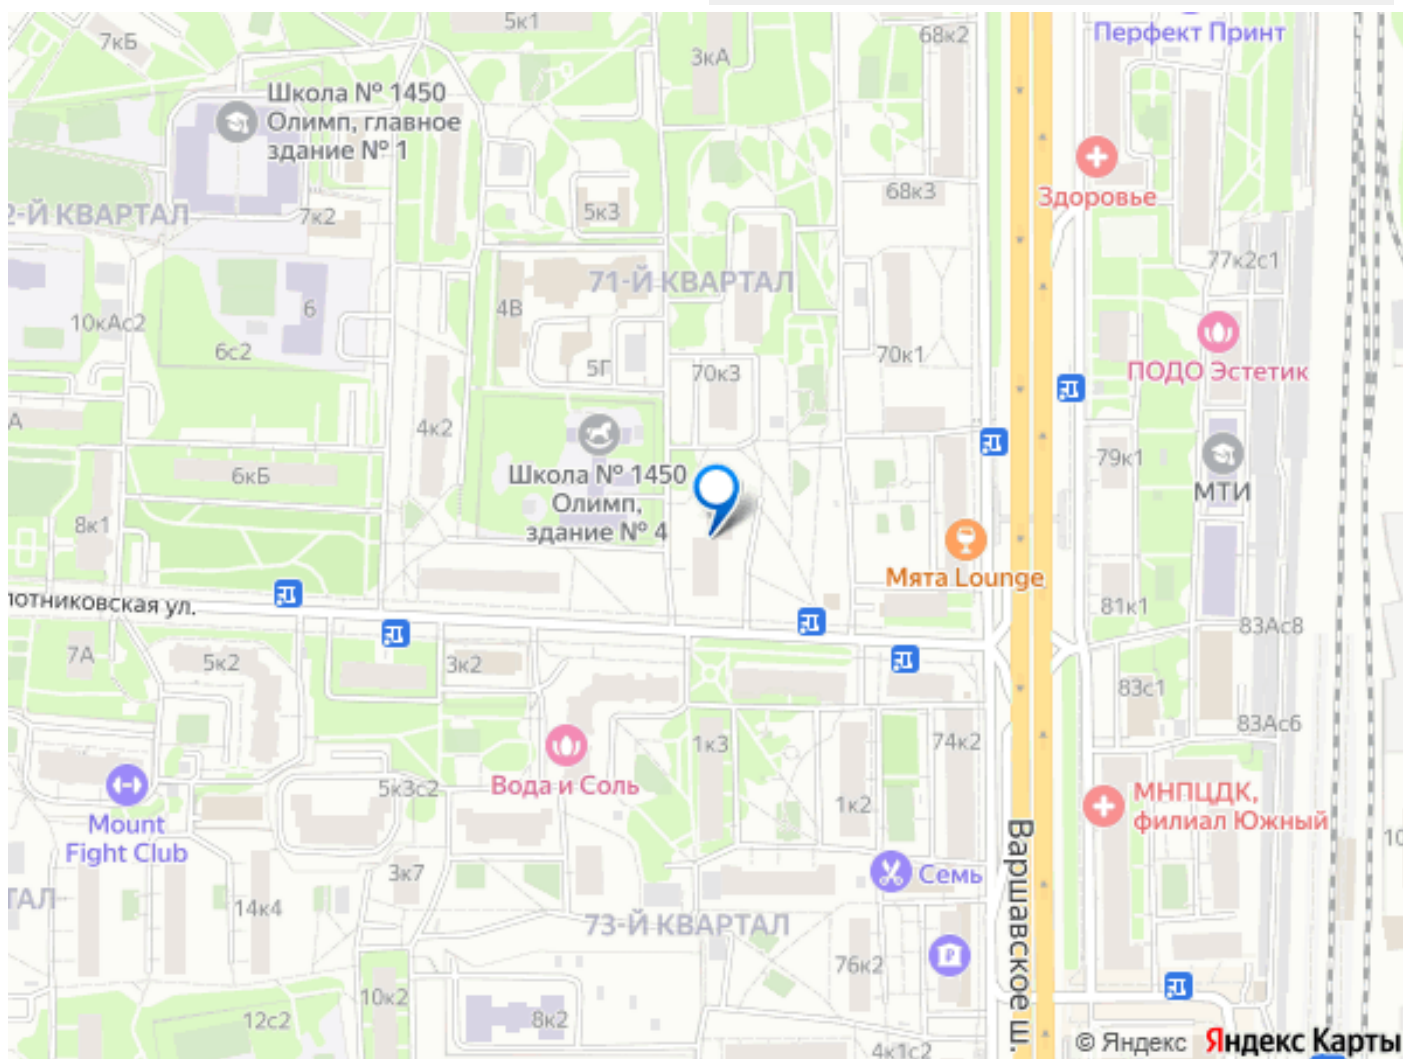 5к1
68к2
Перфект Принт
7кБ
3кА
Школа № 1450
Олимп, главное
здание № 1
Здоровье
68к3
5к3
2-Й КВАРТАЛ
7к2
77к2с1
71-Й КВАРТАЛ
4В
6
10кАс2
6с2
70к1
5Г
70к3
ПОДО Эстетик
А
4к2
79к1
6кБ
Школа № 1450
Олимп,
здание № 4
МТИ
8к1
Мята Lounge
лотниковская ул.
81к1
83Ас8
7А
5к2
3к2
83с1
83Ас6
1к3
74к2
Вода и Соль
5к3с2
1к2
МНПЦДК,
филиал Южный
Mount
Fight Club
Варшавское ш.
10
3к7
Семь
ТАЛ
14к4
73-Й КВАРТАЛ
76к2
10к2
12с2
8к2
4к1с2
© Яндекс
Яндекс Карты